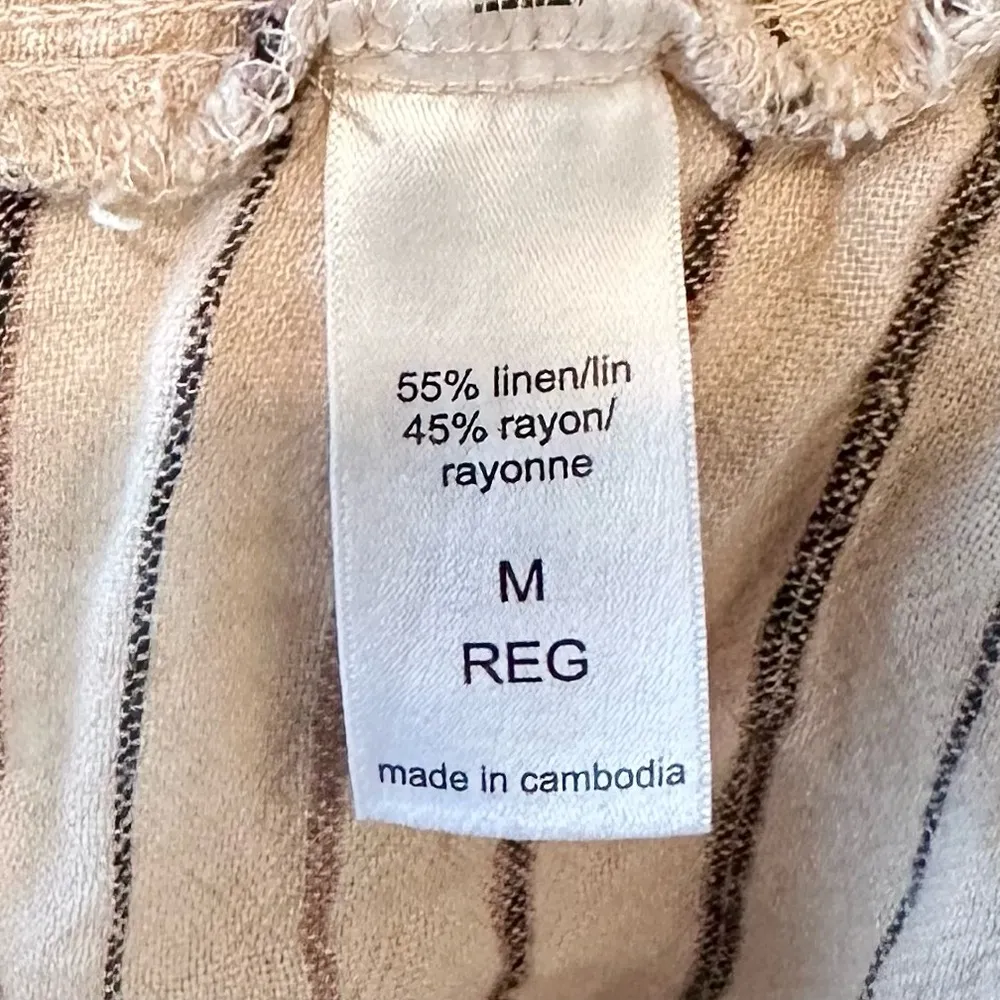 55% linen/lin
45% rayon/
rayonne
M
REG
made in cambodia